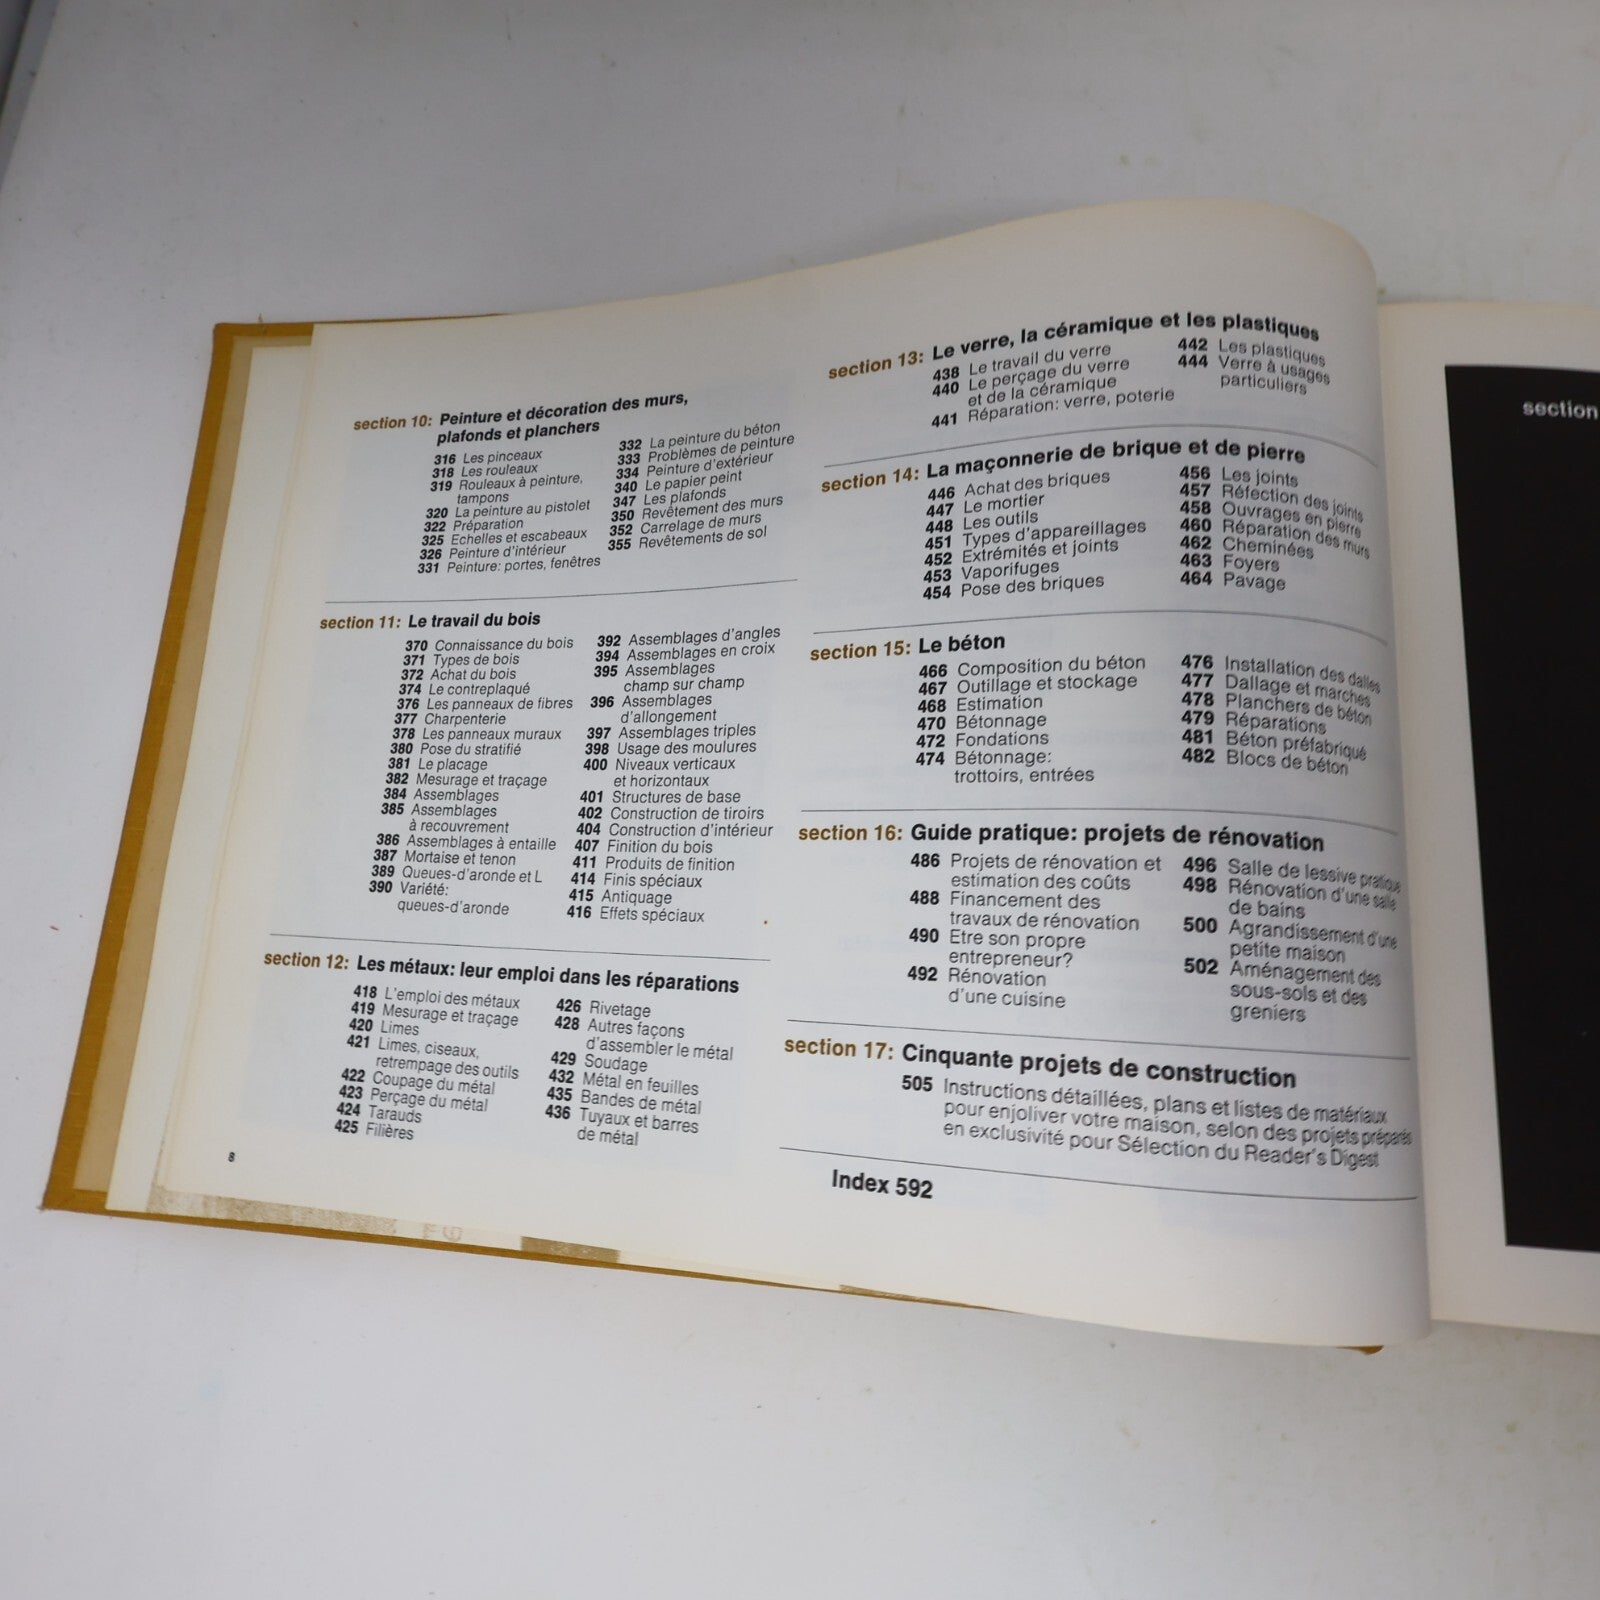 section 10: Peinture et décoration des murs,
plafonds et planchers
316 Les pinceaux
318 Les rouleaux
319 Rouleaux à peinture,
tampons
320 La peinture au pistolet
322 Préparation
325 Echelles et escabeaux
326 Peinture d'intérieur
331 Peinture: portes, fenêtres
332 La peinture du béton
333 Problèmes de peinture
334 Peinture d'extérieur
340 Le papier peint
347 Les plafonds
350 Revêtement des murs
352 Carrelage de murs
355 Revêtements de sol
section 11: Le travail du bois
370 Connaissance du bois
371 Types de bois
372 Achat du bois
374 Le contreplaqué
376 Les panneaux de fibres
377 Charpenterie
378 Les panneaux muraux
380 Pose du stratifié
381 Le placage
382 Mesurage et traçage
384 Assemblages
385 Assemblages
à recouvrement
386 Assemblages à entaille
387 Mortaise et tenon
389 Queues-d'aronde et L
390 Variété:
queues-d'aronde
392 Assemblages d'angles
394 Assemblages en croix
395 Assemblages
champ sur champ
396 Assemblages
d'allongement
397 Assemblages triples
398 Usage des moulures
400 Niveaux verticaux
et horizontaux
401 Structures de base
402 Construction de tiroirs
404 Construction d'intérieur
407 Finition du bois
411 Produits de finition
414 Finis spéciaux
415 Antiquage
416 Effets spéciaux
section 12: Les métaux: leur emploi dans les réparations
418 L'emploi des métaux
419 Mesurage et traçage
420 Limes
421 Limes, ciseaux,
retrempage des outils
422 Coupage du métal
423 Perçage du métal
424 Tarauds
425 Filières
426 Rivetage
428 Autres façons
d'assembler le métal
429 Soudage
432 Métal en feuilles
435 Bandes de métal
436 Tuyaux et barres
de métal
8
section 13: Le verre, la céramique et les plastiques
438 Le travail du verre
440 Le perçage du verre
et de la céramique
441 Réparation: verre, poterie
442 Les plastiques
444 Verre à usages
particuliers
section 14: La maçonnerie de brique et de pierre
446 Achat des briques
447 Le mortier
448 Les outils
451 Types d'appareillages
452 Extrémités et joints
453 Vaporifuges
454 Pose des briques
456 Les joints
457 Réfection des joints
458 Ouvrages en pierre
460 Réparation des murs
462 Cheminées
463 Foyers
464 Pavage
section 15: Le béton
466 Composition du béton
467 Outillage et stockage
468 Estimation
470 Bétonnage
472 Fondations
474 Bétonnage:
trottoirs, entrées
476 Installation des dalles
477 Dallage et marches
478 Planchers de béton
479 Réparations
481 Béton préfabriqué
482 Blocs de béton
section 16: Guide pratique: projets de rénovation
486 Projets de rénovation et
estimation des coûts
488 Financement des
travaux de rénovation
490 Etre son propre
entrepreneur?
492 Rénovation
d'une cuisine
496 Salle de lessive pratique
498 Rénovation d'une salle
de bains
500 Agrandissement d'une
petite maison
502 Aménagement des
sous-sols et des
greniers
section 17: Cinquante projets de construction
505 Instructions détaillées, plans et listes de matériaux
pour enjoliver votre maison, selon des projets préparés
en exclusivité pour Sélection du Reader's Digest
Index 592
section